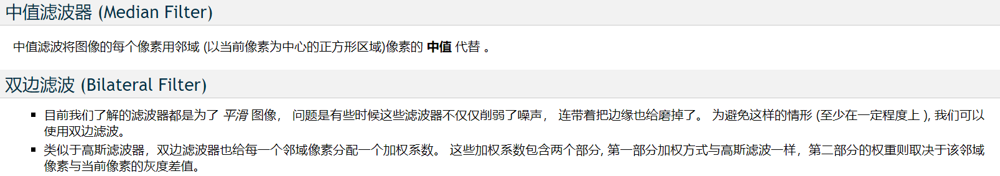 中值滤波器 (Median Filter)
中值滤波将图像的每个像素用邻域 (以当前像素为中心的正方形区域)像素的 中值 代替 。
双边滤波 (Bilateral Filter)
目前我们了解的滤波器都是为了 平滑 图像， 问题是有些时候这些滤波器不仅仅削弱了噪声， 连带着把边缘也给磨掉了。 为避免这样的情形 (至少在一定程度上 ), 我们可以
使用双边滤波。
类似于高斯滤波器，双边滤波器也给每一个邻域像素分配一个加权系数。 这些加权系数包含两个部分, 第一部分加权方式与高斯滤波一样，第二部分的权重则取决于该邻域
像素与当前像素的灰度差值。